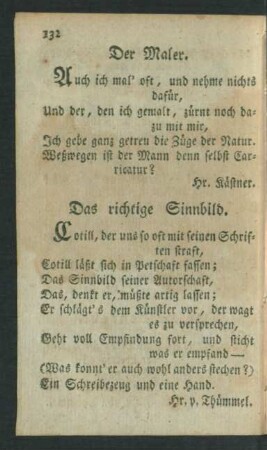 132
Der Maler.
Auch ich mal' oft, und nehme nichts
dafür,
Und der, den ich gemalt, zürnt noch da-
zu mit mir,
Ich gebe ganz getreu die Züge der Natur.
Weßwegen ist der Mann denn selbst Car-
ricatur?
Hr. Kästner.
Das richtige Sinnbild.
Cotill, der uns so oft mit seinen Schrif-
ten straft,
Cotill läßt sich in Petschaft fassen;
Das Sinnbild seiner Autorschaft,
Das, denkt er, müßte artig lassen;
Er schlägt's dem Künstler vor, der wagt
es zu versprechen,
Geht voll Empfindung fort, und sticht
was er empfand—
(Was konnt' er auch wohl anders stechen?)
Ein Schreibezeug und eine Hand.
Hr. v. Thümmel.